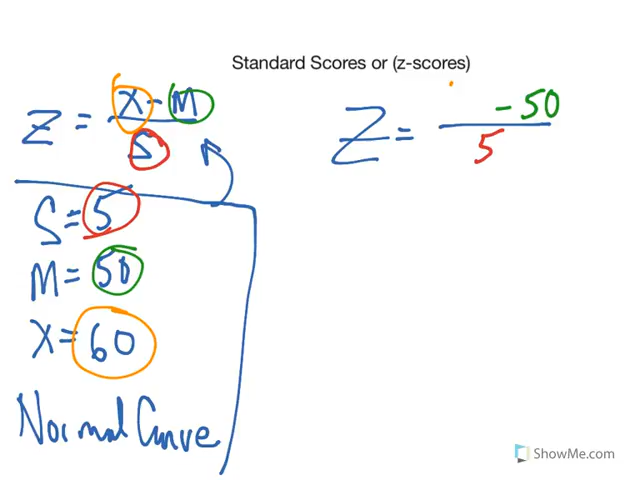 Standard Scores or (z-scores)
Z = X - M / S
Z = - 50 / 5
S = 5
M = 50
X = 60
Normal Curve
ShowMe.com